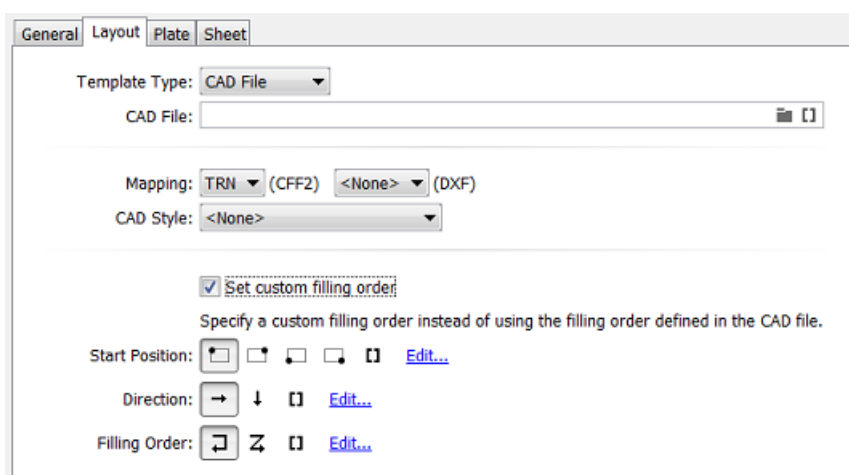 General Layout Plate Sheet
Template Type: CAD File
CAD File:
Mapping: TRN (CFF2) <None> (DXF)
CAD Style: <None>
Set custom filling order
Specify a custom filling order instead of using the filling order defined in the CAD file.
Start Position: Edit...
Direction: Edit...
Filling Order: Edit...